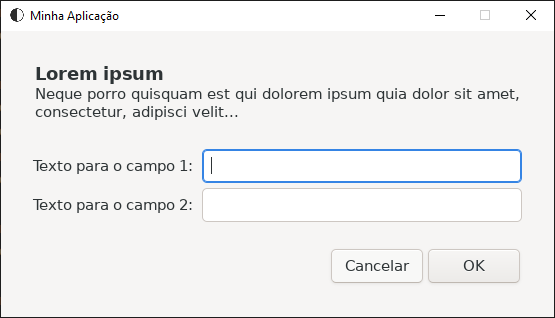 Minha Aplicação
Lorem ipsum
Neque porro quisquam est qui dolorem ipsum quia dolor sit amet,
consectetur, adipisci velit...
Texto para o campo 1:
Texto para o campo 2:
Cancelar OK